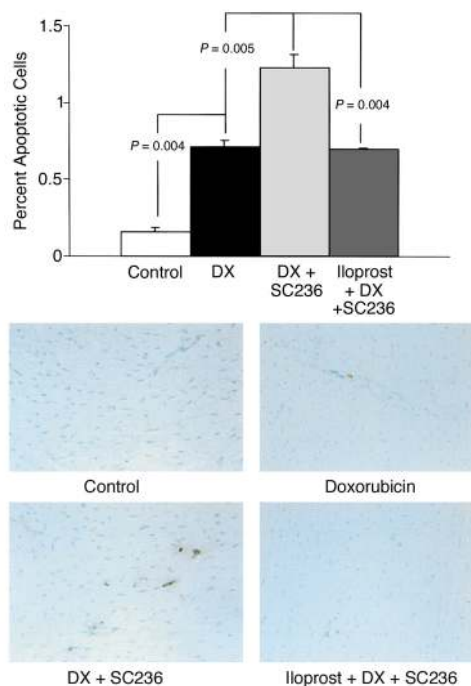 Percent Apoptotic Cells
1.5
1
0.5
0
P = 0.004
P = 0.005
P = 0.004
Control
DX
DX +
SC236
Iloprost
+ DX
+SC236
Control
Doxorubicin
DX + SC236
Iloprost + DX + SC236